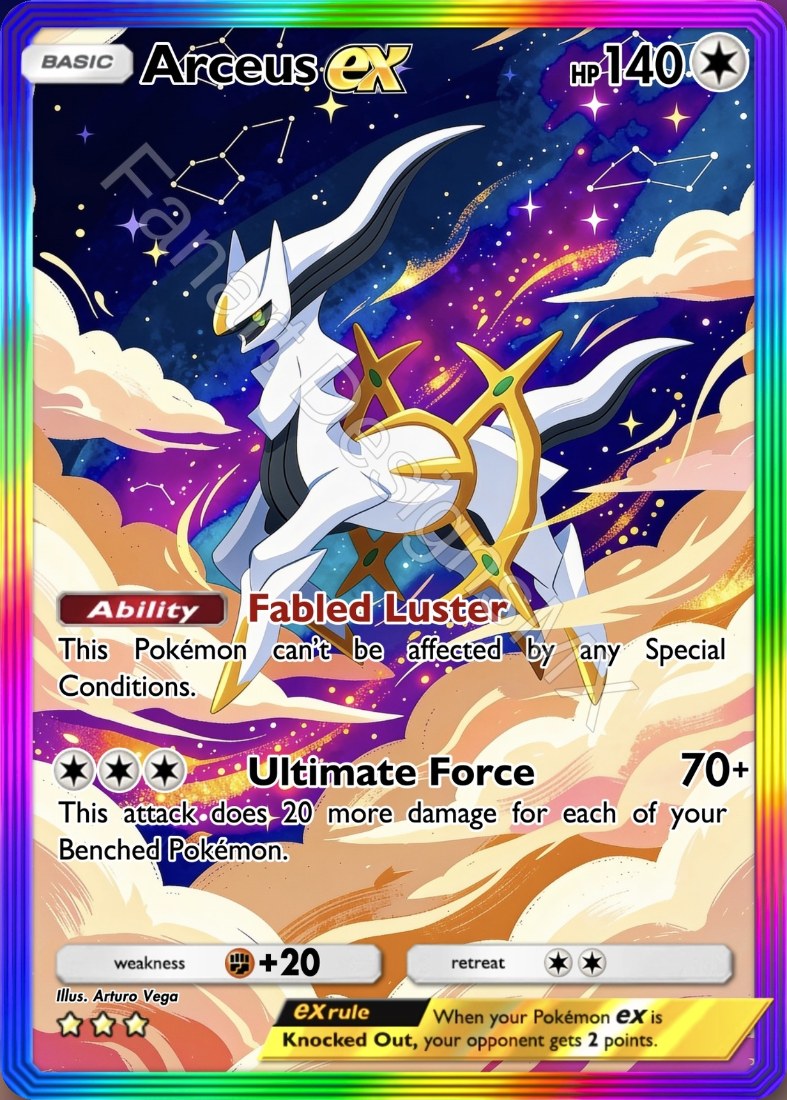 BASIC Arceus ex HP 140
Ability Fabled Luster
This Pokémon can't be affected by any Special
Conditions.
Ultimate Force 70+
This attack does 20 more damage for each of your
Benched Pokémon.
weakness +20 retreat
Illus. Arturo Vega
ex rule When your Pokémon ex is
Knocked Out, your opponent gets 2 points.